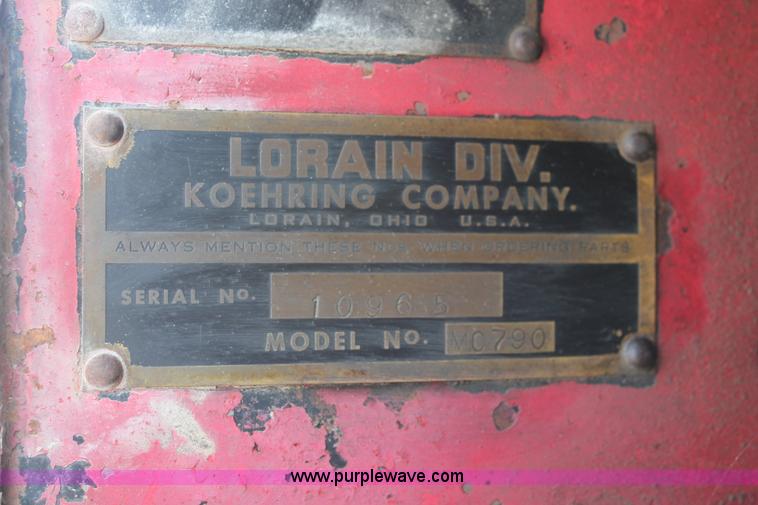 LORAIN DIV.
KOEHRING COMPANY.
LORAIN, OHIO U.S.A.
ALWAYS MENTION THESE Nos. WHEN ORDERING PARTS
SERIAL No. 10965
MODEL No. MC790
www.purplewave.com